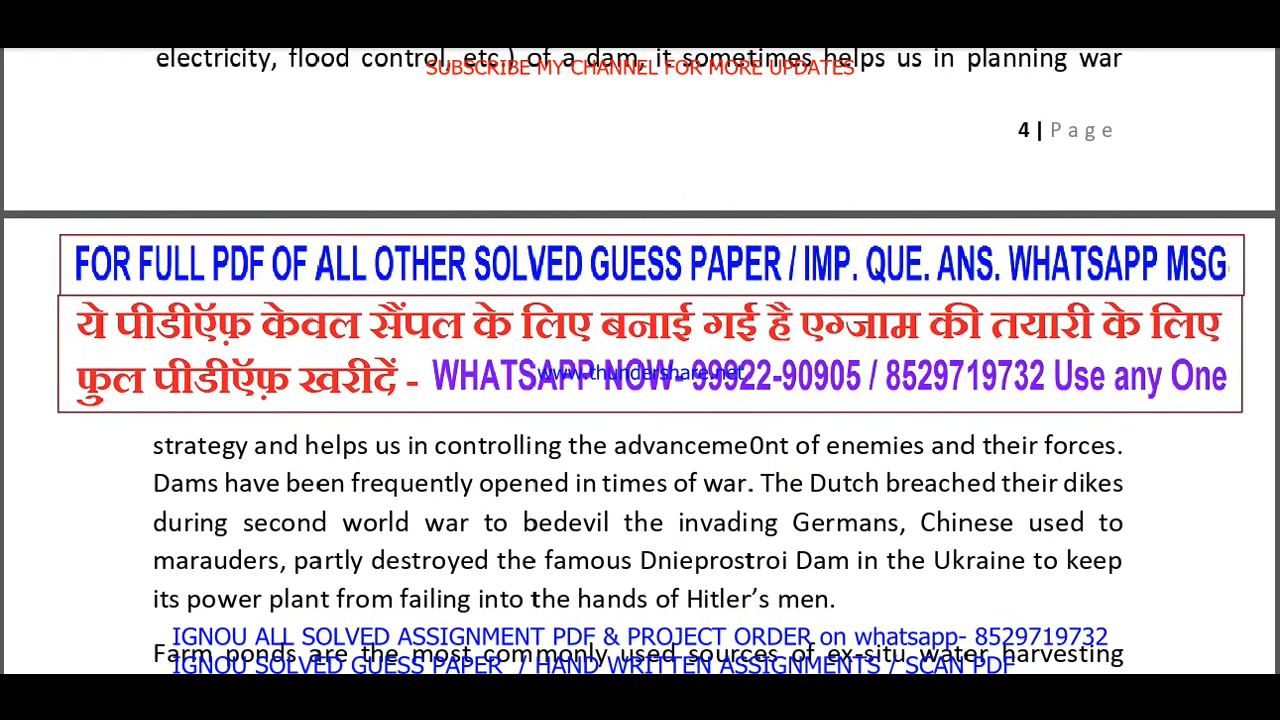 electricity, flood control, etc.) of a dam, it sometimes helps us in planning war
SUBSCRIBE MY CHANNEL FOR MORE UPDATES
4 | Page
FOR FULL PDF OF ALL OTHER SOLVED GUESS PAPER / IMP. QUE. ANS. WHATSAPP MSG
ये पीडीऍफ़ केवल सैंपल के लिए बनाई गई है एग्जाम की तयारी के लिए
फुल पीडीऍफ़ खरीदें - WHATSAPP NOW- 99922-90905 / 8529719732 Use any One
www.thundershare.net
strategy and helps us in controlling the advanceme0nt of enemies and their forces.
Dams have been frequently opened in times of war. The Dutch breached their dikes
during second world war to bedevil the invading Germans, Chinese used to
marauders, partly destroyed the famous Dnieprostroi Dam in the Ukraine to keep
its power plant from failing into the hands of Hitler’s men.
IGNOU ALL SOLVED ASSIGNMENT PDF & PROJECT ORDER on whatsapp- 8529719732
Farm ponds are the most commonly used sources of ex-situ water harvesting
IGNOU SOLVED GUESS PAPER / HAND WRITTEN ASSIGNMENTS / SCAN PDF